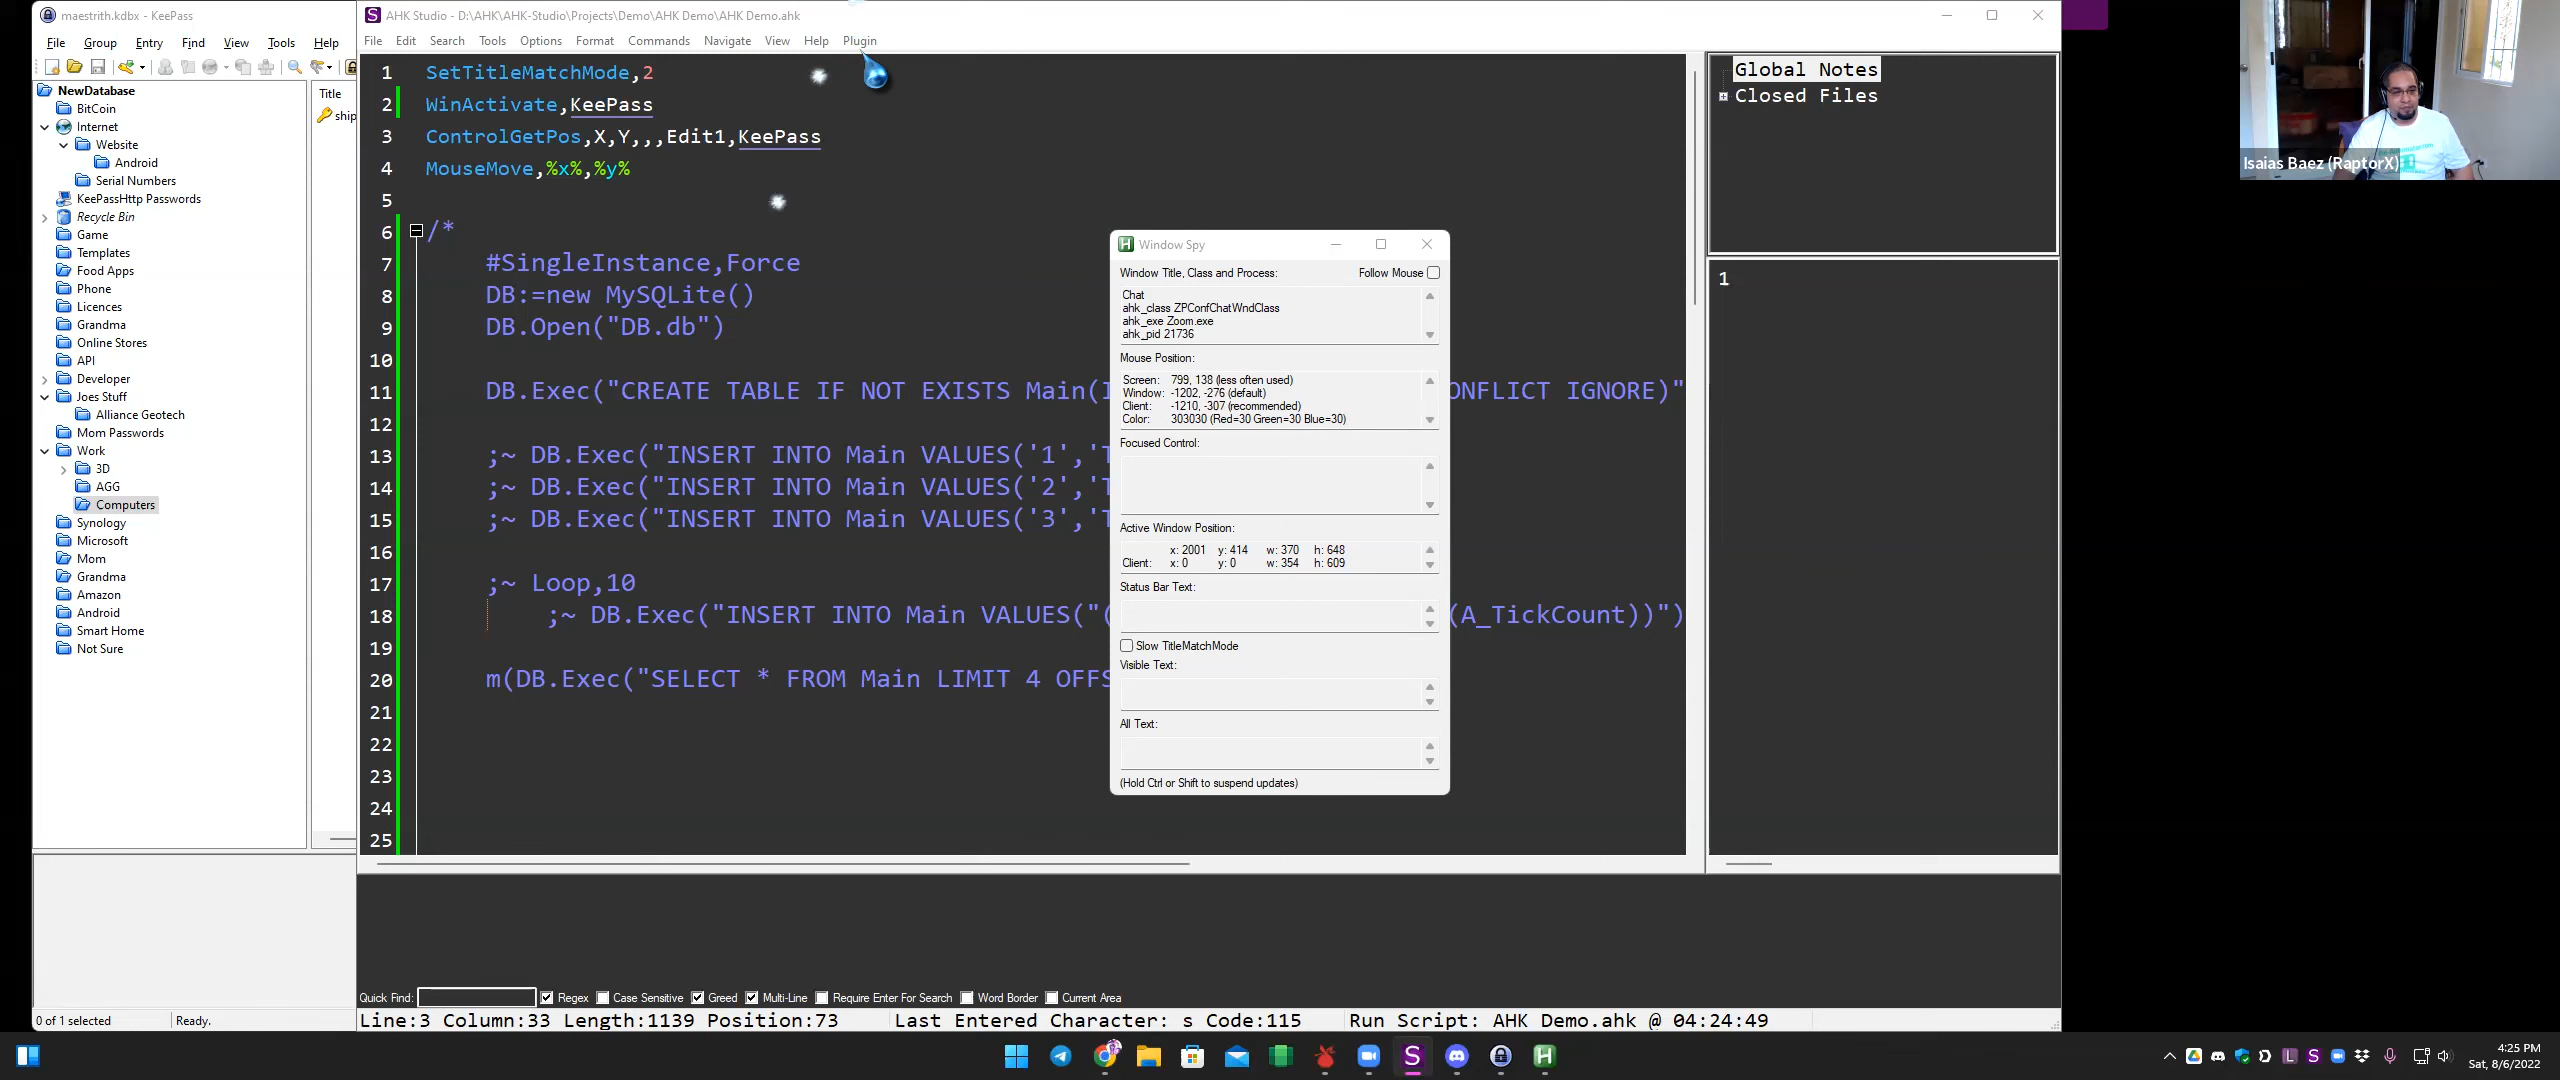 maestrith.kdbx - KeePass
File Group Entry Find View Tools Help
NewDatabase
BitCoin
Internet
Website
Android
Serial Numbers
KeePassHttp Passwords
Recycle Bin
Game
Templates
Food Apps
Phone
Licences
Grandma
Online Stores
API
Developer
Joes Stuff
Alliance Geotech
Mom Passwords
Work
3D
AGG
Computers
Synology
Microsoft
Mom
Grandma
Amazon
Android
Smart Home
Not Sure
Title
ship
0 of 1 selected Ready.
AHK Studio - D:\AHK\AHK-Studio\Projects\Demo\AHK Demo\AHK Demo.ahk
File Edit Search Tools Options Format Commands Navigate View Help Plugin
1 SetTitleMatchMode,2
2 WinActivate,KeePass
3 ControlGetPos,X,Y,,,Edit1,KeePass
4 MouseMove,%x%,%y%
5
6 /*
7 #SingleInstance,Force
8 DB:=new MySQLite()
9 DB.Open("DB.db")
10
11 DB.Exec("CREATE TABLE IF NOT EXISTS Main(I ONFLICT IGNORE)"
12
13 ;~ DB.Exec("INSERT INTO Main VALUES('1','T
14 ;~ DB.Exec("INSERT INTO Main VALUES('2','T
15 ;~ DB.Exec("INSERT INTO Main VALUES('3','T
16
17 ;~ Loop,10
18 ;~ DB.Exec("INSERT INTO Main VALUES("( (A_TickCount))")
19
20 m(DB.Exec("SELECT * FROM Main LIMIT 4 OFFS
21
22
23
24
25
Window Spy
Window Title, Class and Process: Follow Mouse
Chat
ahk_class ZPConfChatWndClass
ahk_exe Zoom.exe
ahk_pid 21736
Mouse Position:
Screen: 799, 138 (less often used)
Window: -1202, -276 (default)
Client: -1210, -307 (recommended)
Color: 303030 (Red=30 Green=30 Blue=30)
Focused Control:
Active Window Position:
x: 2001 y: 414 w: 370 h: 648
Client: x: 0 y: 0 w: 354 h: 609
Status Bar Text:
Slow TitleMatchMode
Visible Text:
All Text:
(Hold Ctrl or Shift to suspend updates)
Global Notes
Closed Files
1
Isaias Baez (RaptorX)
Quick Find: Regex Case Sensitive Greed Multi-Line Require Enter For Search Word Border Current Area
Line:3 Column:33 Length:1139 Position:73 Last Entered Character: s Code:115 Run Script: AHK Demo.ahk @ 04:24:49
4:25 PM
Sat, 8/6/2022